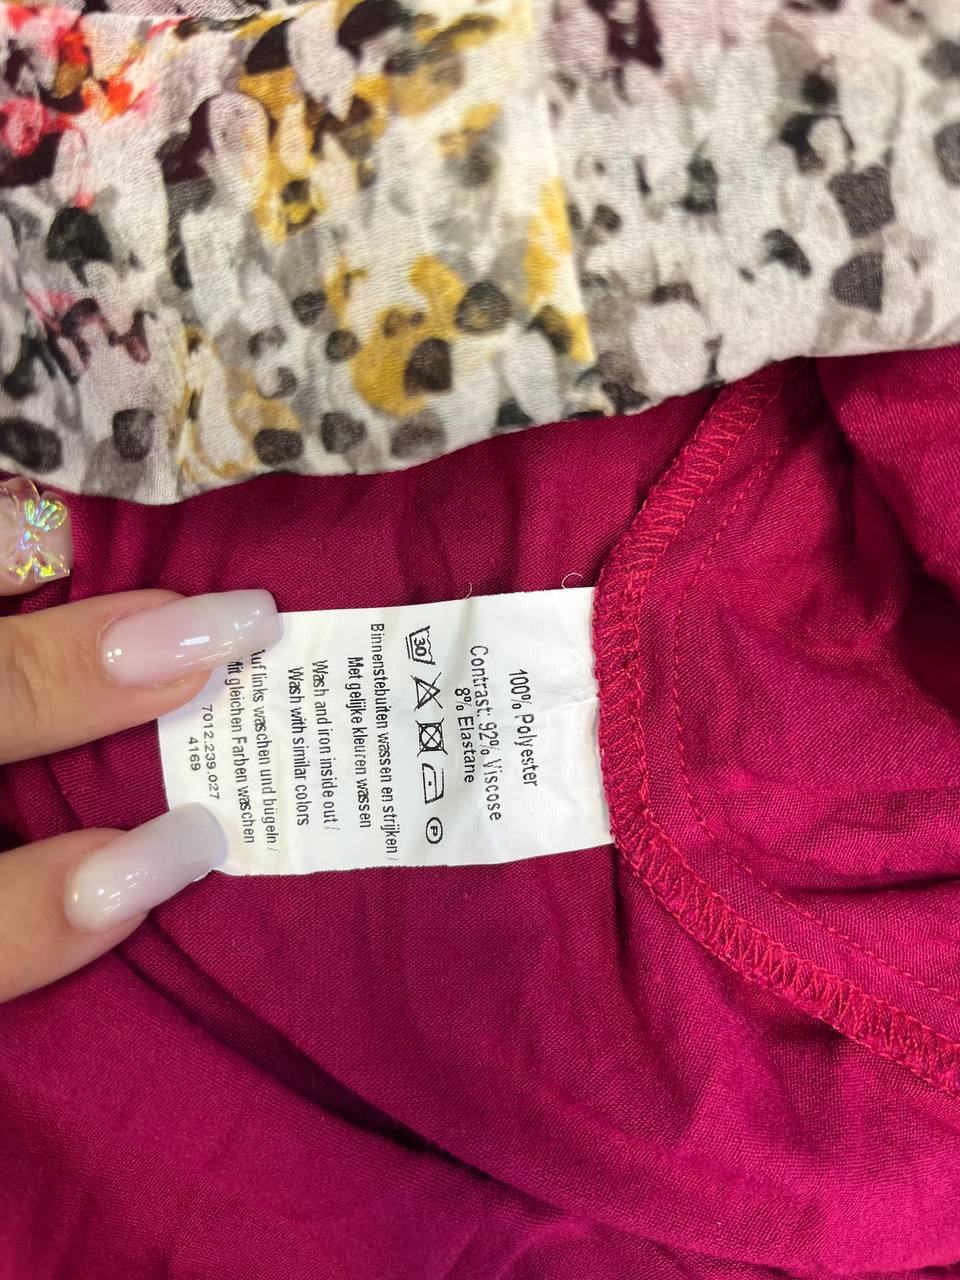 100% Polyester
Contrast: 92% Viscose
8% Elastane
30
P
Binnenstebuiten wassen en strijken /
Met gelijke kleuren wassen
Wash and iron inside out /
Wash with similar colors
links waschen und bügeln /
gleichen Farben waschen
7012.239.027
4169